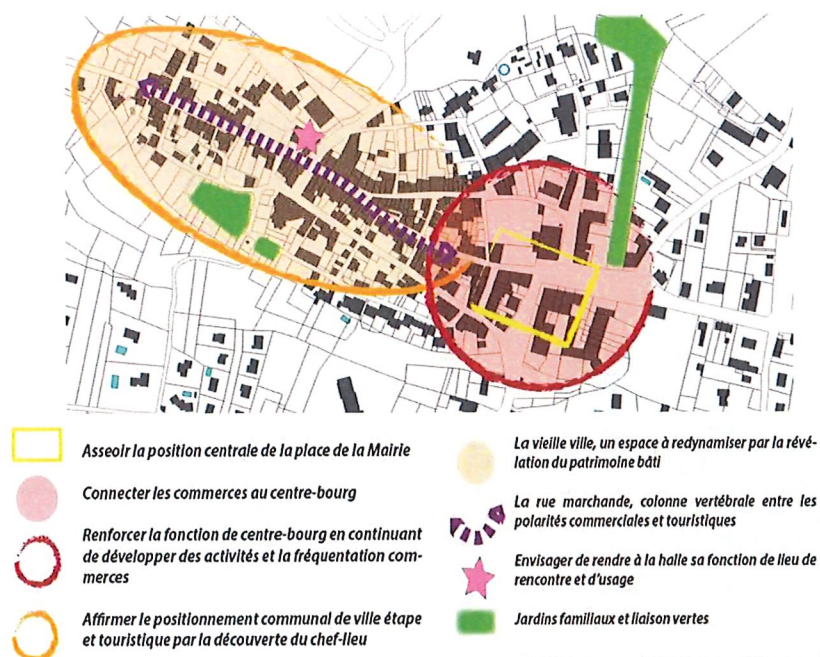 Asseoir la position centrale de la place de la Mairie
Connecter les commerces au centre-bourg
Renforcer la fonction de centre-bourg en continuant
de développer des activités et la fréquentation com-
merces
Affirmer le positionnement communal de ville étape
et touristique par la découverte du chef-lieu
La vieille ville, un espace à redynamiser par la révé-
lation du patrimoine bâti
La rue marchande, colonne vertébrale entre les
polarités commerciales et touristiques
Envisager de rendre à la halle sa fonction de lieu de
rencontre et d'usage
Jardins familiaux et liaison vertes